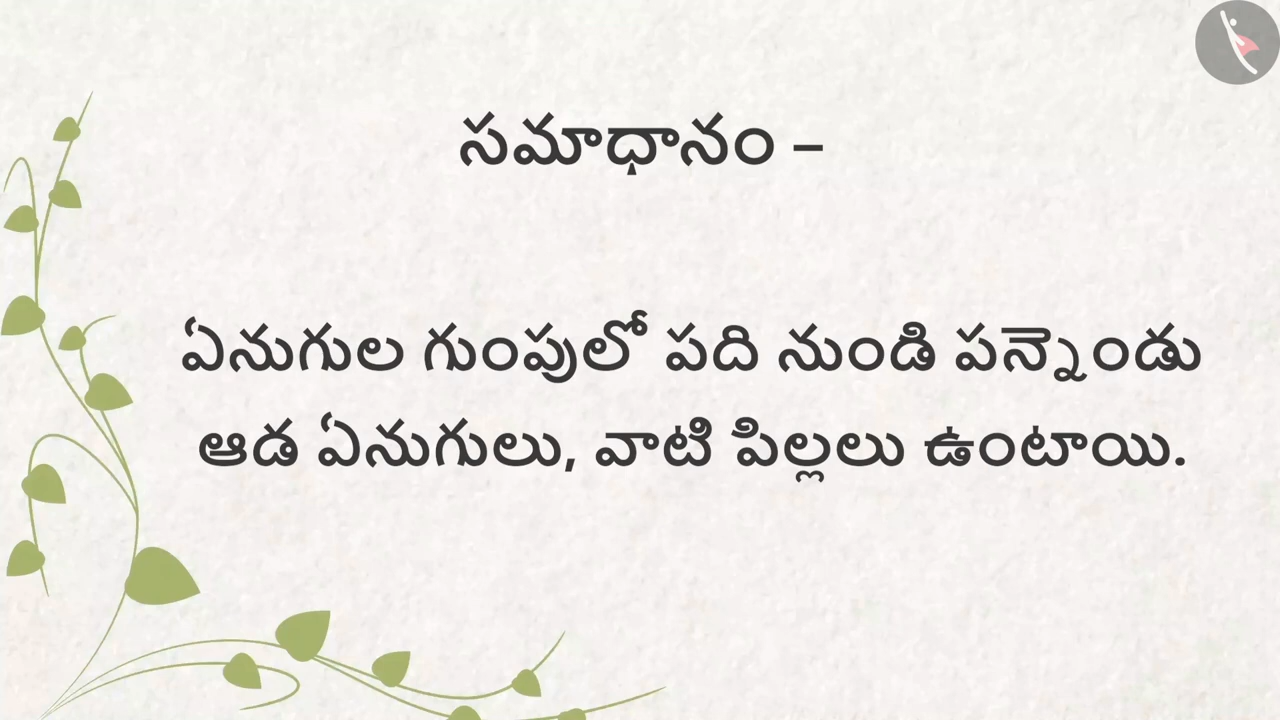 సమాధానం –
ఏనుగుల గుంపులో పది నుండి పన్నెండు
ఆడ ఏనుగులు, వాటి పిల్లలు ఉంటాయి.